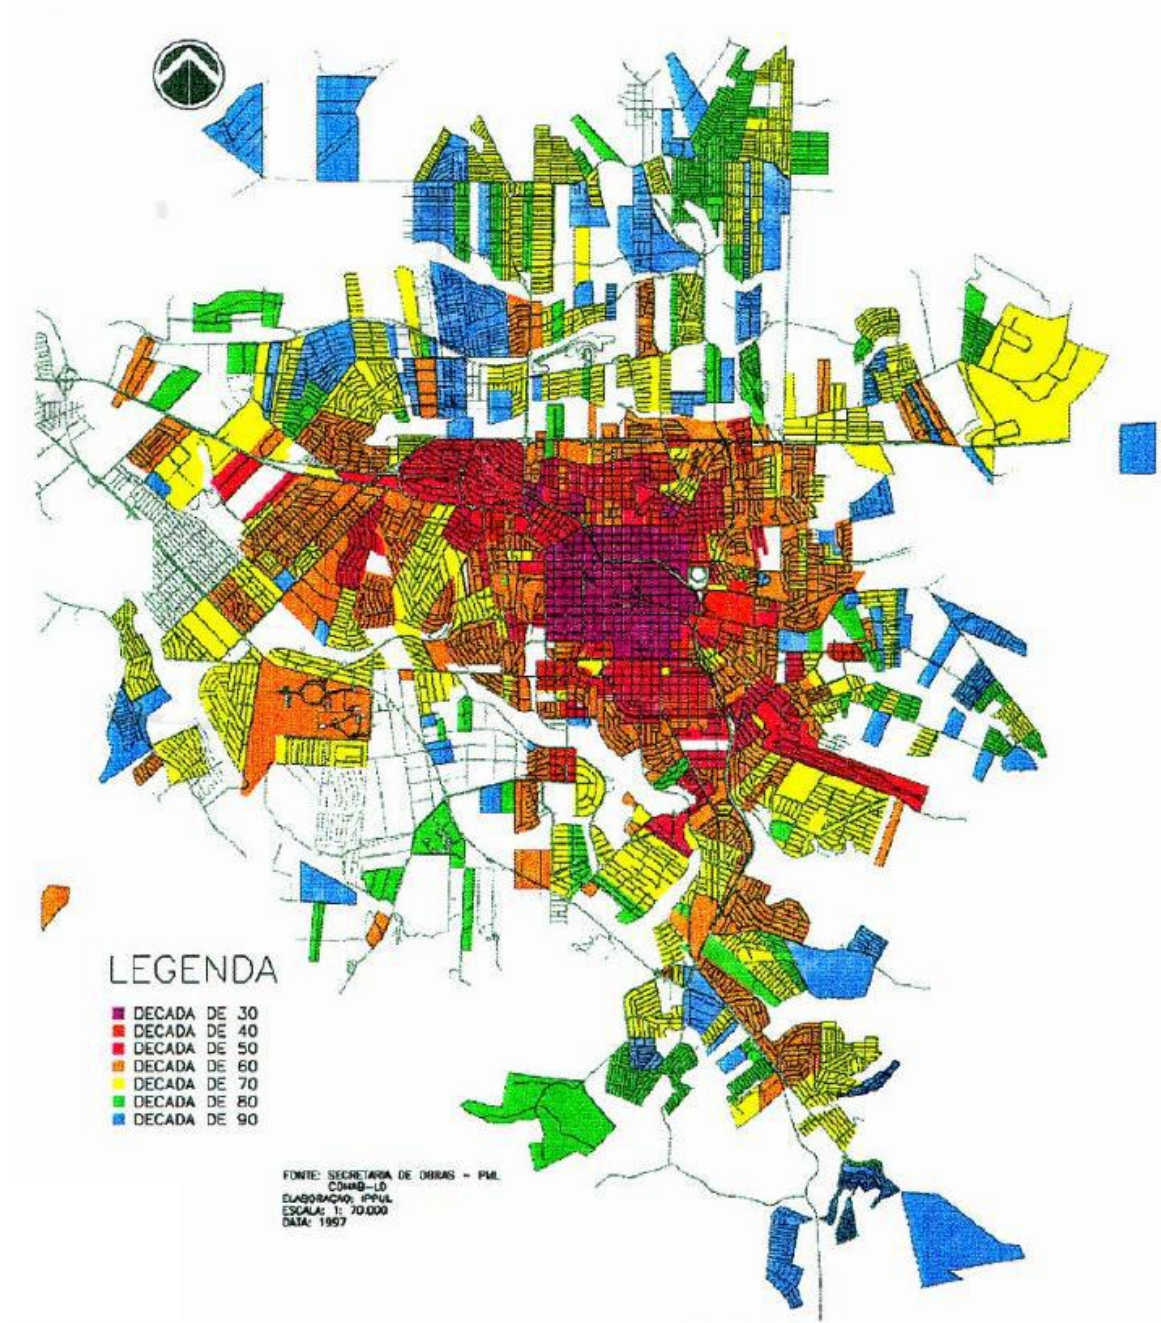 LEGENDA
DECADA DE 30
DECADA DE 40
DECADA DE 50
DECADA DE 60
DECADA DE 70
DECADA DE 80
DECADA DE 90
FONTE: SECRETARIA DE OBRAS - PML
COHAB-LD
ELABORAÇÃO: IPPUL
ESCALA: 1: 70.000
DATA: 1997